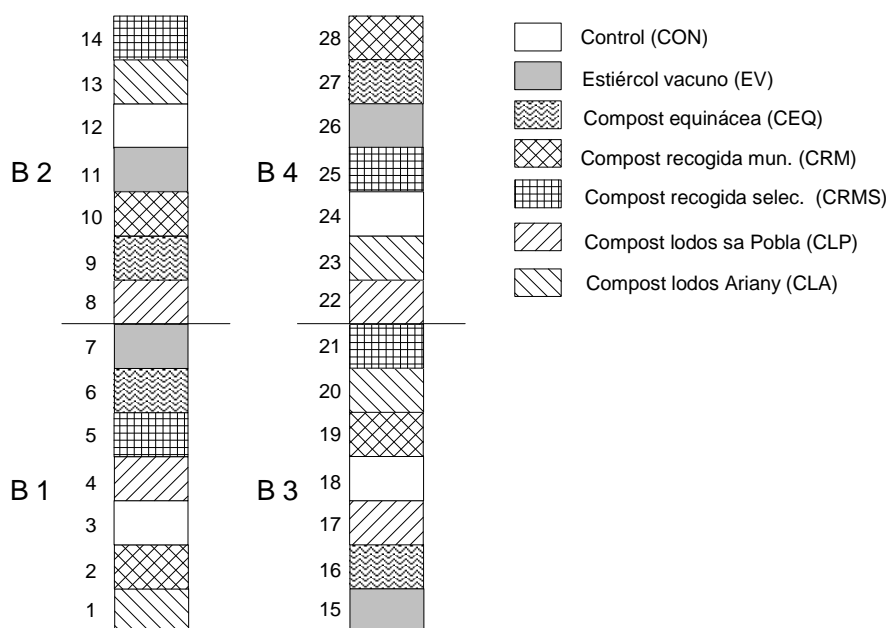 14
13
12
11
10
9
8
7
6
5
4
3
2
1
B 2
B 1
28
27
26
25
24
23
22
21
20
19
18
17
16
15
B 4
B 3
Control (CON)
Estiércol vacuno (EV)
Compost equinácea (CEQ)
Compost recogida mun. (CRM)
Compost recogida selec. (CRMS)
Compost lodos sa Pobla (CLP)
Compost lodos Ariany (CLA)